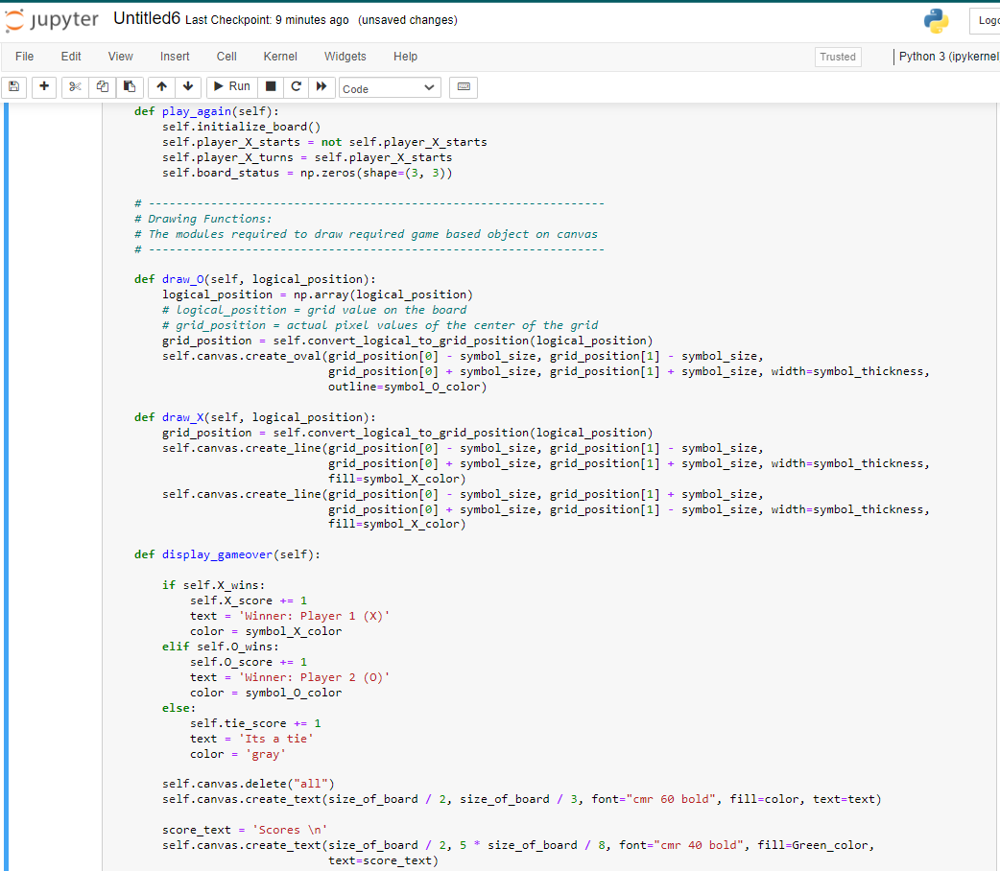 jupyter Untitled6 Last Checkpoint: 9 minutes ago (unsaved changes)
File Edit View Insert Cell Kernel Widgets Help Trusted Python 3 (ipykernel
Run Code
def play_again(self):
    self.initialize_board()
    self.player_X_starts = not self.player_X_starts
    self.player_X_turns = self.player_X_starts
    self.board_status = np.zeros(shape=(3, 3))
# ------------------------------------------------------------------
# Drawing Functions:
# The modules required to draw required game based object on canvas
# ------------------------------------------------------------------
def draw_O(self, logical_position):
    logical_position = np.array(logical_position)
    # logical_position = grid value on the board
    # grid_position = actual pixel values of the center of the grid
    grid_position = self.convert_logical_to_grid_position(logical_position)
    self.canvas.create_oval(grid_position[0] - symbol_size, grid_position[1] - symbol_size,
                            grid_position[0] + symbol_size, grid_position[1] + symbol_size, width=symbol_thickness,
                            outline=symbol_O_color)
def draw_X(self, logical_position):
    grid_position = self.convert_logical_to_grid_position(logical_position)
    self.canvas.create_line(grid_position[0] - symbol_size, grid_position[1] - symbol_size,
                            grid_position[0] + symbol_size, grid_position[1] + symbol_size, width=symbol_thickness,
                            fill=symbol_X_color)
    self.canvas.create_line(grid_position[0] - symbol_size, grid_position[1] + symbol_size,
                            grid_position[0] + symbol_size, grid_position[1] - symbol_size, width=symbol_thickness,
                            fill=symbol_X_color)
def display_gameover(self):
    if self.X_wins:
        self.X_score += 1
        text = 'Winner: Player 1 (X)'
        color = symbol_X_color
    elif self.O_wins:
        self.O_score += 1
        text = 'Winner: Player 2 (O)'
        color = symbol_O_color
    else:
        self.tie_score += 1
        text = 'Its a tie'
        color = 'gray'
    self.canvas.delete("all")
    self.canvas.create_text(size_of_board / 2, size_of_board / 3, font="cmr 60 bold", fill=color, text=text)
    score_text = 'Scores \n'
    self.canvas.create_text(size_of_board / 2, 5 * size_of_board / 8, font="cmr 40 bold", fill=Green_color,
                            text=score_text)